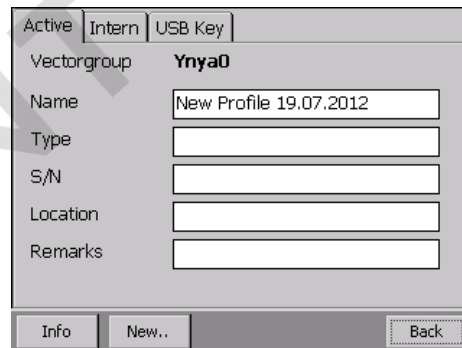 Active Intern USB Key
Vectorgroup Ynya0
Name New Profile 19.07.2012
Type
S/N
Location
Remarks
Info New.. Back